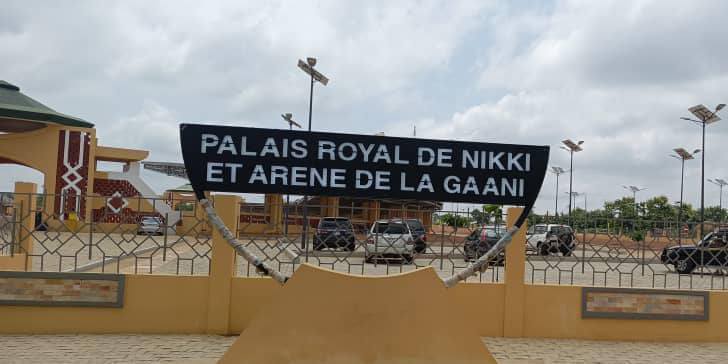 PALAIS ROYAL DE NIKKI
ET ARENE DE LA GAANI